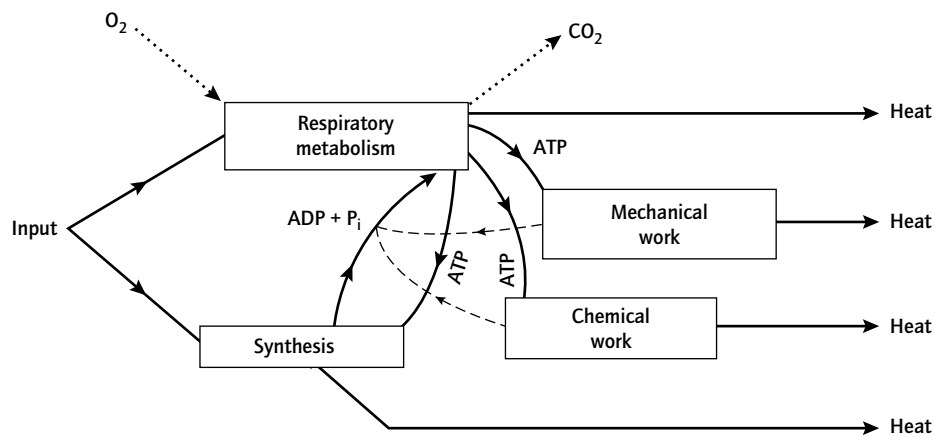 O₂
CO₂
Respiratory
metabolism
Heat
ATP
ADP + Pᵢ
Mechanical
work
Heat
Input
ATP
ATP
Chemical
work
Heat
Synthesis
Heat